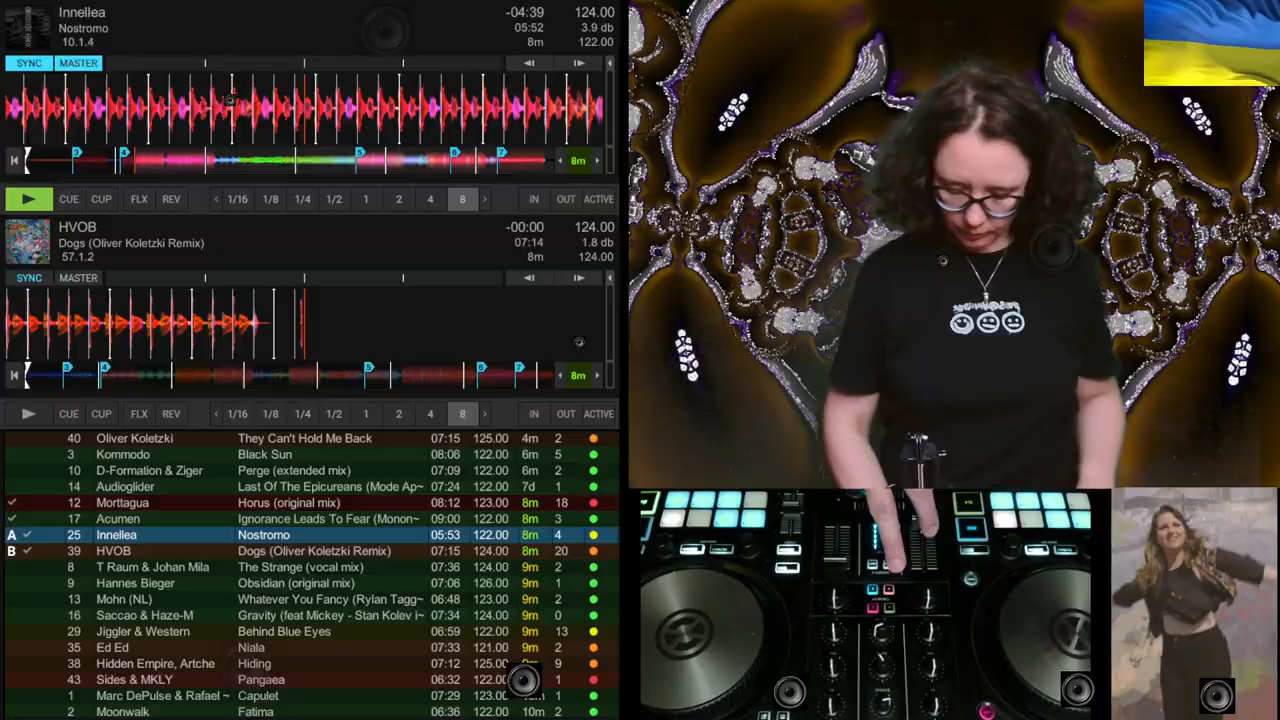 Innellea -04:39 124.00
Nostromo 05:52 3.9 db
10.1.4 8m 122.00
SYNC MASTER
3 4 5 6 7 8m
CUE CUP FLX REV 1/16 1/8 1/4 1/2 1 2 4 8 IN OUT ACTIVE
HVOB -00:00 124.00
Dogs (Oliver Koletzki Remix) 07:14 1.8 db
57.1.2 8m 124.00
SYNC MASTER
3 4 5 6 7 8m
CUE CUP FLX REV 1/16 1/8 1/4 1/2 1 2 4 8 IN OUT ACTIVE
40 Oliver Koletzki They Can't Hold Me Back 07:15 125.00 4m 2
3 Kommodo Black Sun 08:06 122.00 6m 5
10 D-Formation & Ziger Perge (extended mix) 07:09 122.00 6m 2
14 Audioglider Last Of The Epicureans (Mode Ap~ 07:24 122.00 7d 1
12 Morttagua Horus (original mix) 08:12 123.00 8m 18
17 Acumen Ignorance Leads To Fear (Monon~ 09:00 122.00 8m 3
A 25 Innellea Nostromo 05:53 122.00 8m 4
B 39 HVOB Dogs (Oliver Koletzki Remix) 07:15 124.00 8m 20
8 T Rauhm & Johan Mila The Strange (vocal mix) 07:36 124.00 9m 2
9 Hannes Bieger Obsidian (original mix) 07:06 126.00 9m 1
13 Mohn (NL) Whatever You Fancy (Rylan Tagg~ 06:48 123.00 9m 2
16 Saccao & Haze-M Gravity (feat Mickey - Stan Kolev i~ 07:34 124.00 9m 0
29 Jiggler & Western Behind Blue Eyes 06:59 122.00 9m 13
35 Ed Ed Niala 07:33 121.00 9m 2
38 Hidden Empire, Artche Hiding 07:12 125.00 9
43 Sides & MKLY Pangaea 06:32 122.00 1
1 Marc DePulse & Rafael ~ Capulet 07:29 123.00 1
2 Moonwalk Fatima 06:36 122.00 10m 2